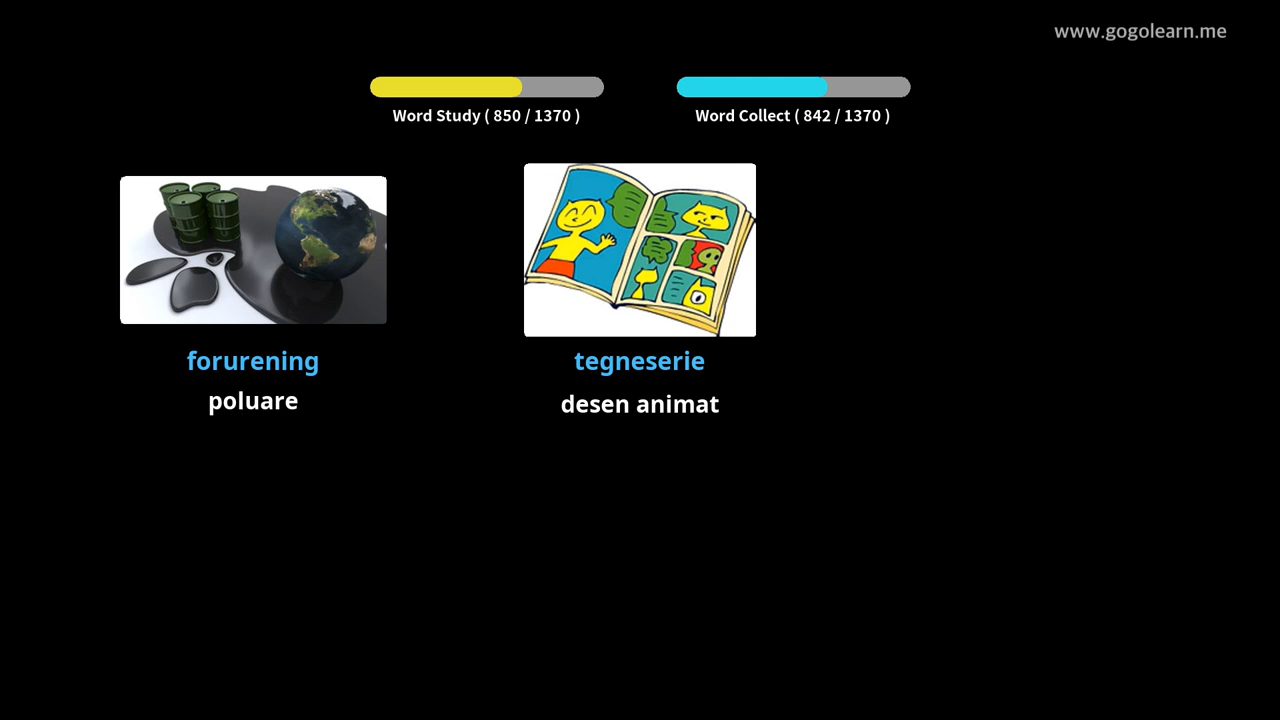 www.gogolearn.me
Word Study ( 850 / 1370 )
Word Collect ( 842 / 1370 )
forurening
tegneserie
poluare
desen animat